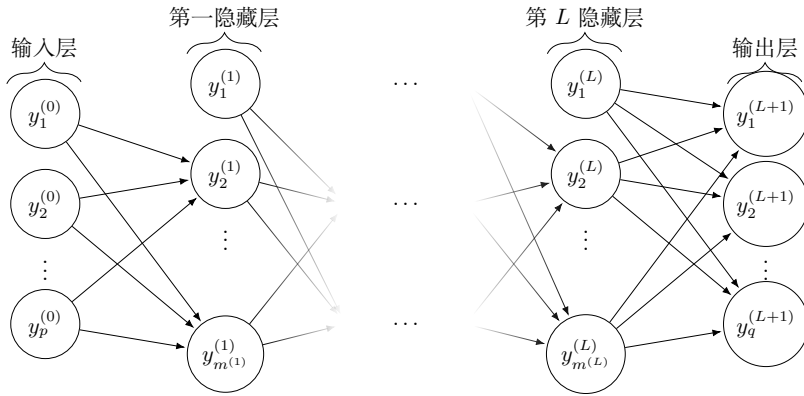 第一隐藏层
第 L 隐藏层
输入层
输出层
y_1^{(0)}
y_2^{(0)}
⋮
y_p^{(0)}
y_1^{(1)}
y_2^{(1)}
⋮
y_{m^{(1)}}^{(1)}
…
…
…
y_1^{(L)}
y_2^{(L)}
⋮
y_{m^{(L)}}^{(L)}
y_1^{(L+1)}
y_2^{(L+1)}
⋮
y_q^{(L+1)}